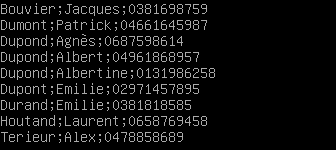 Bouvier;Jacques;0381698759
Dumont;Patrick;04661645987
Dupond;Agnès;0687598614
Dupond;Albert;04961868957
Dupond;Albertine;0131986258
Dupont;Emilie;02971457895
Durand;Emilie;0381818585
Houtand;Laurent;0658769458
Terieur;Alex;0478858689